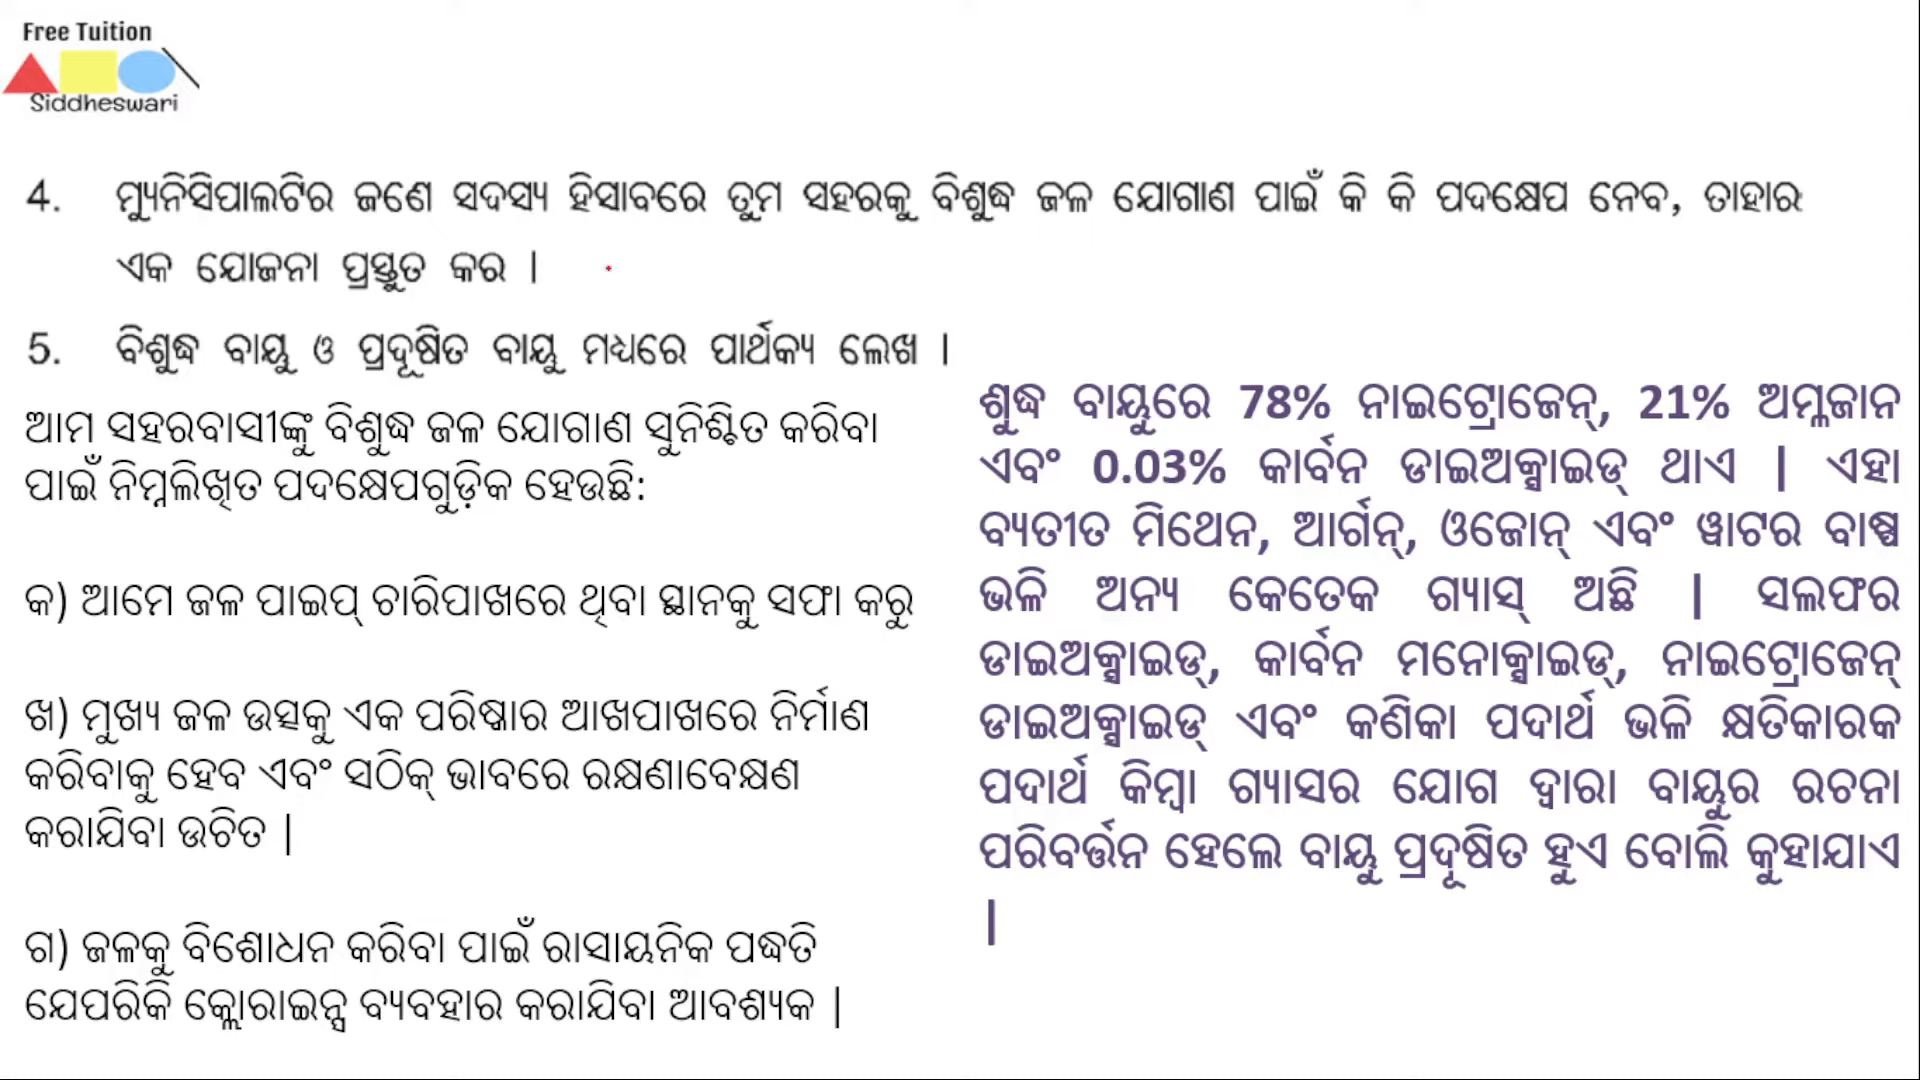 Free Tuition
Siddheswari
4. ମ୍ୟୁନିସିପାଲଟିର ଜଣେ ସଦସ୍ୟ ହିସାବରେ ତୁମ ସହରକୁ ବିଶୁଦ୍ଧ ଜଳ ଯୋଗାଣ ପାଇଁ କି କି ପଦକ୍ଷେପ ନେବ, ତାହାର
ଏକ ଯୋଜନା ପ୍ରସ୍ତୁତ କର |
5. ବିଶୁଦ୍ଧ ବାୟୁ ଓ ପ୍ରଦୂଷିତ ବାୟୁ ମଧ୍ୟରେ ପାର୍ଥକ୍ୟ ଲେଖ |
ଆମ ସହରବାସୀଙ୍କୁ ବିଶୁଦ୍ଧ ଜଳ ଯୋଗାଣ ସୁନିଶ୍ଚିତ କରିବା
ପାଇଁ ନିମ୍ନଲିଖିତ ପଦକ୍ଷେପଗୁଡ଼ିକ ହେଉଛି:
କ) ଆମେ ଜଳ ପାଇପ୍ ଚାରିପାଖରେ ଥିବା ସ୍ଥାନକୁ ସଫା କରୁ
ଖ) ମୁଖ୍ୟ ଜଳ ଉତ୍ସକୁ ଏକ ପରିଷ୍କାର ଆଖପାଖରେ ନିର୍ମାଣ
କରିବାକୁ ହେବ ଏବଂ ସଠିକ୍ ଭାବରେ ରକ୍ଷଣାବେକ୍ଷଣ
କରାଯିବା ଉଚିତ |
ଗ) ଜଳକୁ ବିଶୋଧନ କରିବା ପାଇଁ ରାସାୟନିକ ପଦ୍ଧତି
ଯେପରିକି କ୍ଲୋରାଇନ୍ସ ବ୍ୟବହାର କରାଯିବା ଆବଶ୍ୟକ |
ଶୁଦ୍ଧ ବାୟୁରେ 78% ନାଇଟ୍ରୋଜେନ୍, 21% ଅମ୍ଳଜାନ
ଏବଂ 0.03% କାର୍ବନ ଡାଇଅକ୍ସାଇଡ୍ ଥାଏ | ଏହା
ବ୍ୟତୀତ ମିଥେନ, ଆର୍ଗନ୍, ଓଜୋନ୍ ଏବଂ ୱାଟର ବାଷ୍ପ
ଭଳି ଅନ୍ୟ କେତେକ ଗ୍ୟାସ୍ ଅଛି | ସଲଫର
ଡାଇଅକ୍ସାଇଡ୍, କାର୍ବନ ମନୋକ୍ସାଇଡ୍, ନାଇଟ୍ରୋଜେନ୍
ଡାଇଅକ୍ସାଇଡ୍ ଏବଂ କଣିକା ପଦାର୍ଥ ଭଳି କ୍ଷତିକାରକ
ପଦାର୍ଥ କିମ୍ବା ଗ୍ୟାସର ଯୋଗ ଦ୍ୱାରା ବାୟୁର ରଚନା
ପରିବର୍ତ୍ତନ ହେଲେ ବାୟୁ ପ୍ରଦୂଷିତ ହୁଏ ବୋଲି କୁହାଯାଏ
|